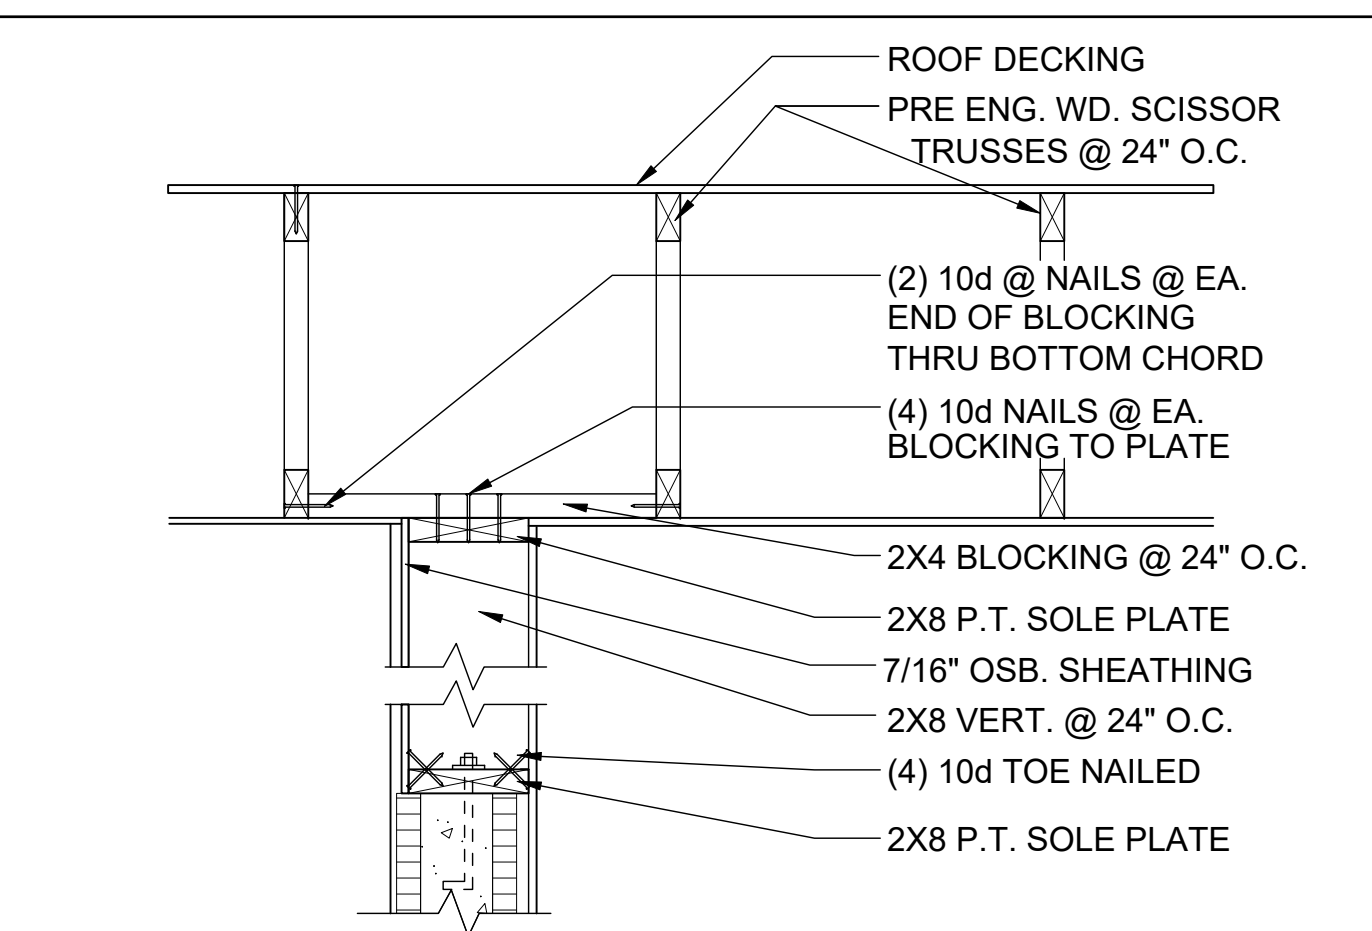 ROOF DECKING
PRE ENG. WD. SCISSOR
TRUSSES @ 24" O.C.
(2) 10d @ NAILS @ EA.
END OF BLOCKING
THRU BOTTOM CHORD
(4) 10d NAILS @ EA.
BLOCKING TO PLATE
2X4 BLOCKING @ 24" O.C.
2X8 P.T. SOLE PLATE
7/16" OSB. SHEATHING
2X8 VERT. @ 24" O.C.
(4) 10d TOE NAILED
2X8 P.T. SOLE PLATE